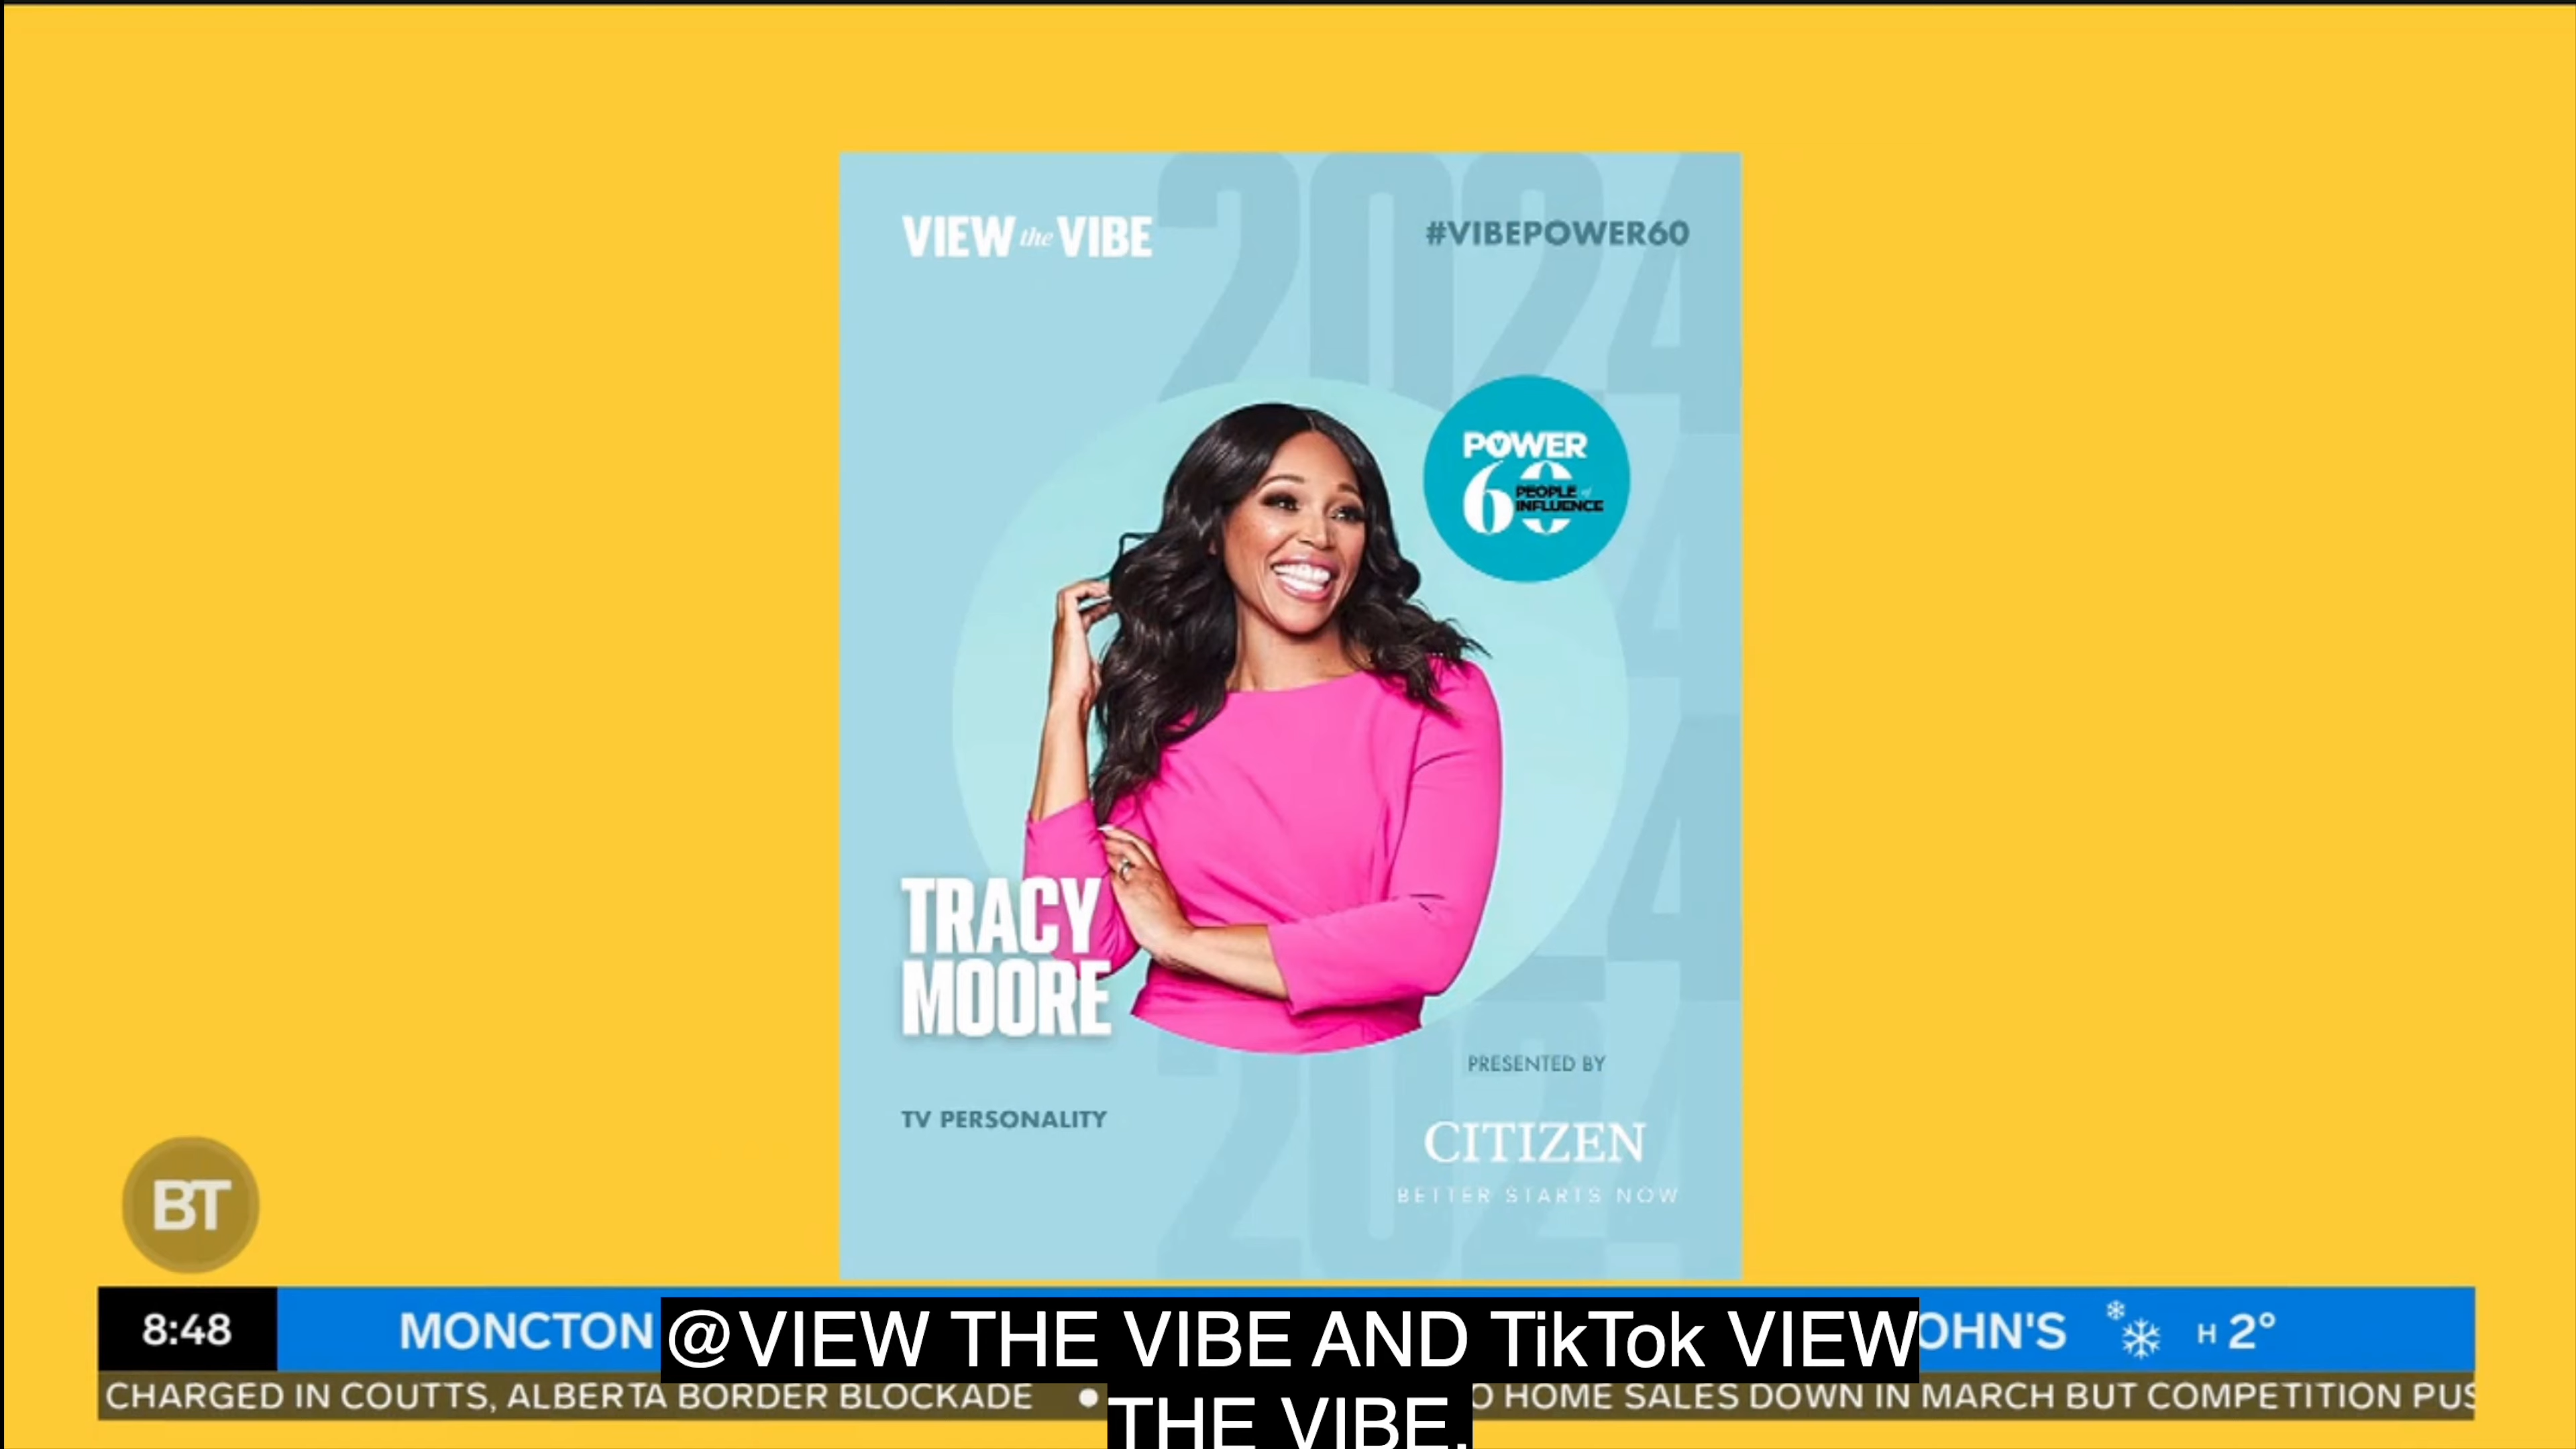 VIEW the VIBE
#VIBEPOWER60
2024
POWER
60 PEOPLE of INFLUENCE
TRACY
MOORE
TV PERSONALITY
PRESENTED BY
CITIZEN
BETTER STARTS NOW
BT
8:48
MONCTON
OHN'S
H 2°
@VIEW THE VIBE AND TikTok VIEW
THE VIBE.
CHARGED IN COUTTS, ALBERTA BORDER BLOCKADE •
O HOME SALES DOWN IN MARCH BUT COMPETITION PUS